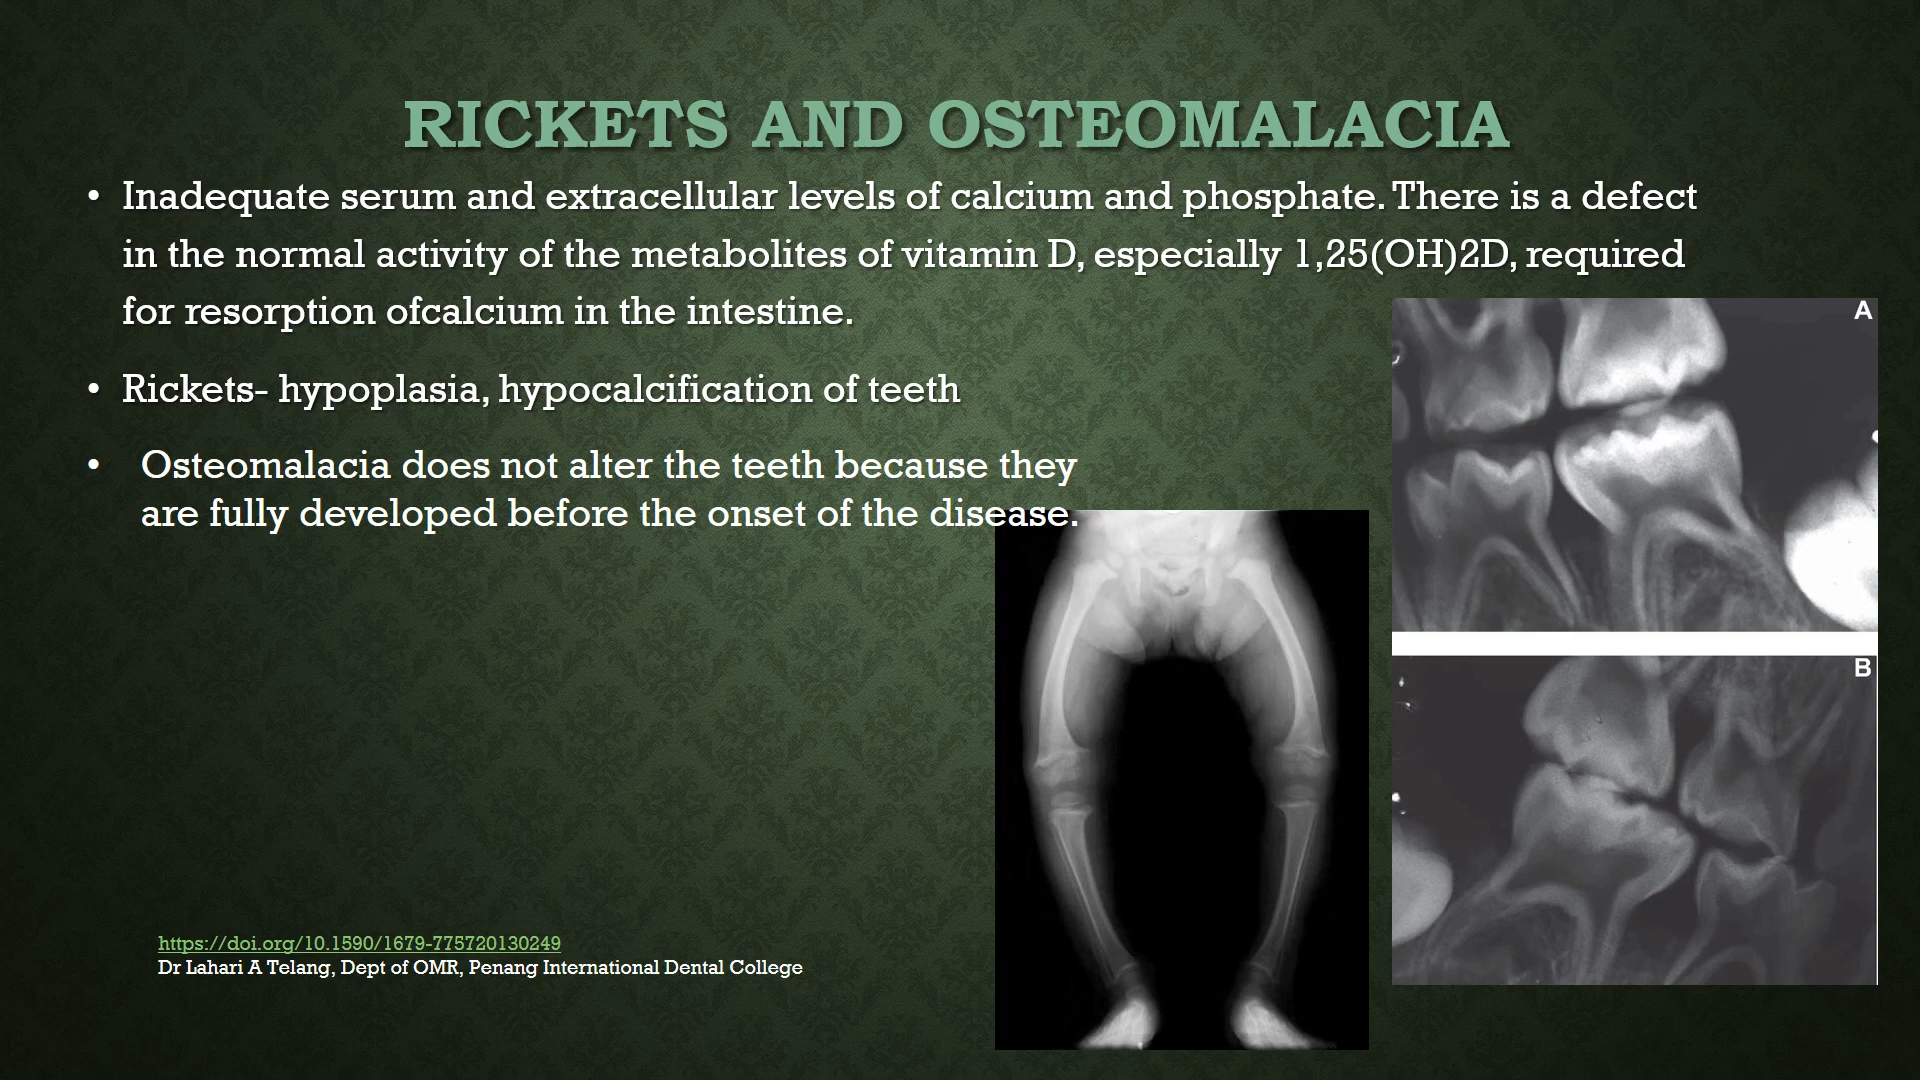 RICKETS AND OSTEOMALACIA
• Inadequate serum and extracellular levels of calcium and phosphate. There is a defect
in the normal activity of the metabolites of vitamin D, especially 1,25(OH)2D, required
for resorption ofcalcium in the intestine.
• Rickets- hypoplasia, hypocalcification of teeth
• Osteomalacia does not alter the teeth because they
are fully developed before the onset of the disease.
A
B
https://doi.org/10.1590/1679-775720130249
Dr Lahari A Telang, Dept of OMR, Penang International Dental College